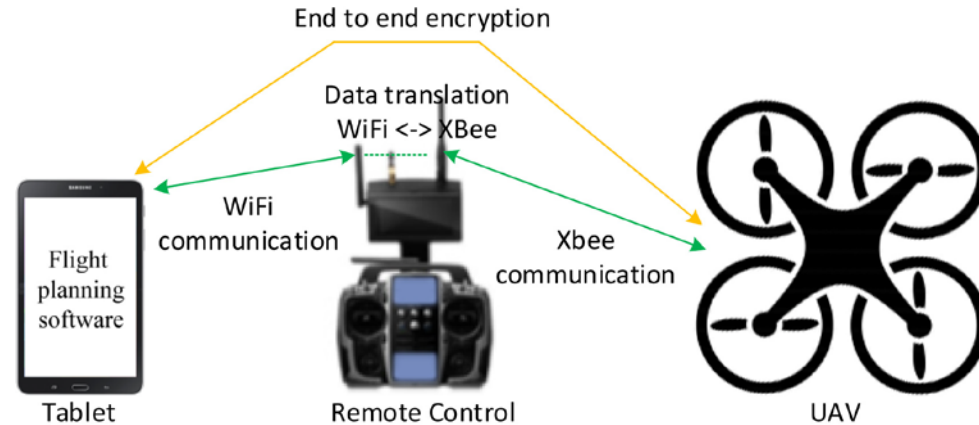 End to end encryption
Data translation
WiFi <-> XBee
WiFi
communication
Xbee
communication
SAMSUNG
Flight
planning
software
Tablet
Remote Control
UAV